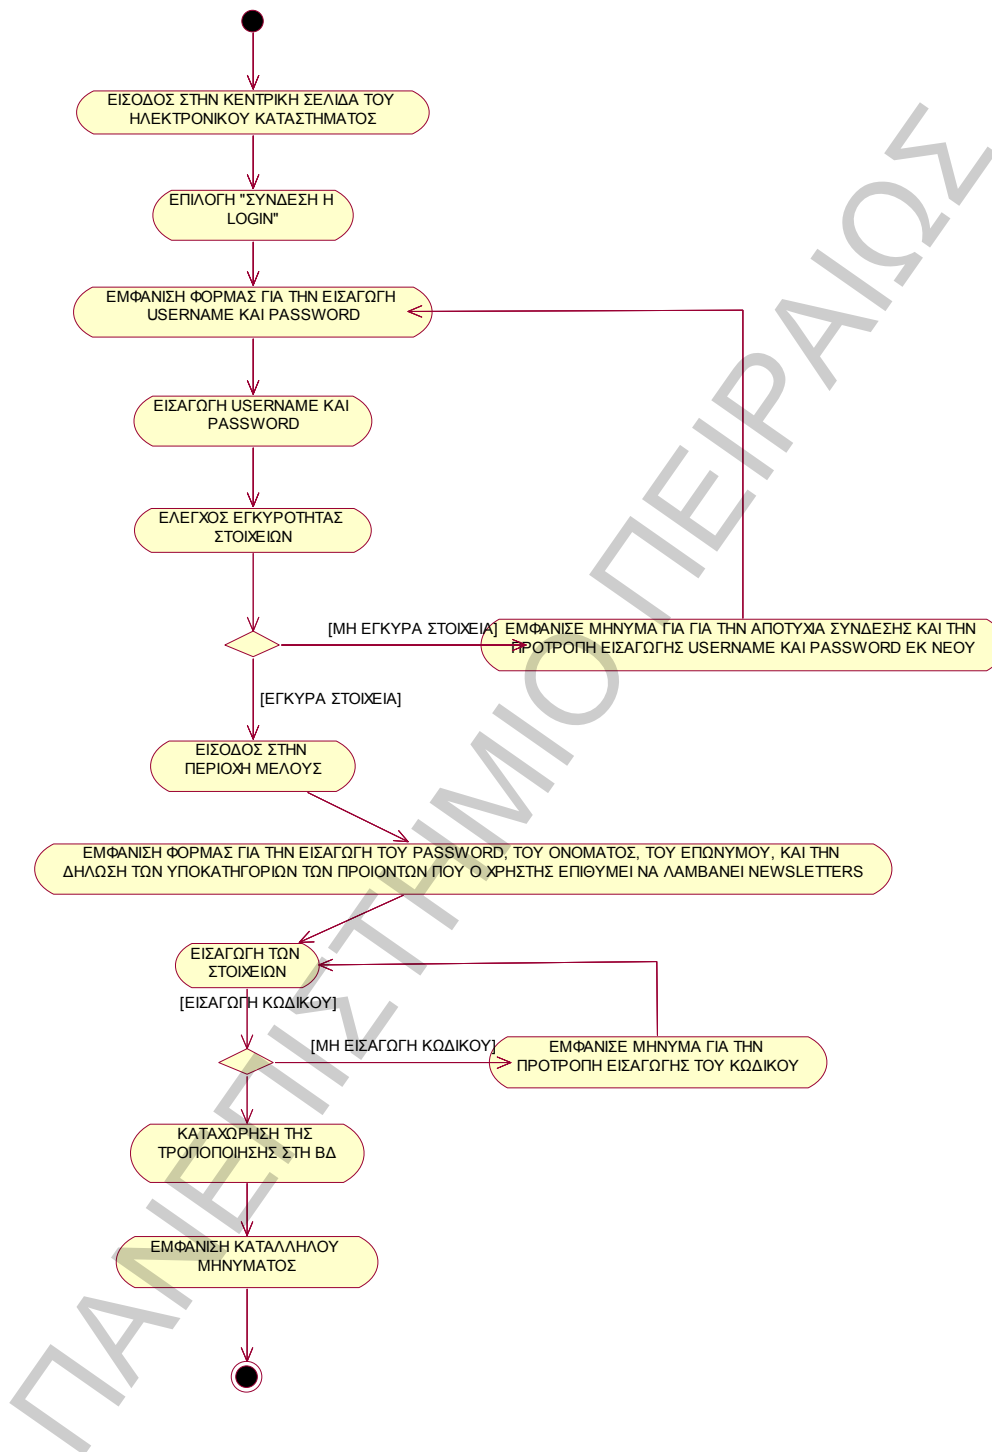 ΕΙΣΟΔΟΣ ΣΤΗΝ ΚΕΝΤΡΙΚΗ ΣΕΛΙΔΑ ΤΟΥ
ΗΛΕΚΤΡΟΝΙΚΟΥ ΚΑΤΑΣΤΗΜΑΤΟΣ
ΕΠΙΛΟΓΗ "ΣΥΝΔΕΣΗ Η
LOGIN"
ΕΜΦΑΝΙΣΗ ΦΟΡΜΑΣ ΓΙΑ ΤΗΝ ΕΙΣΑΓΩΓΗ
USERNAME ΚΑΙ PASSWORD
ΕΙΣΑΓΩΓΗ USERNAME ΚΑΙ
PASSWORD
ΕΛΕΓΧΟΣ ΕΓΚΥΡΟΤΗΤΑΣ
ΣΤΟΙΧΕΙΩΝ
[ΜΗ ΕΓΚΥΡΑ ΣΤΟΙΧΕΙΑ]
ΕΜΦΑΝΙΣΕ ΜΗΝΥΜΑ ΓΙΑ ΓΙΑ ΤΗΝ ΑΠΟΤΥΧΙΑ ΣΥΝΔΕΣΗΣ ΚΑΙ ΤΗΝ
ΠΡΟΤΡΟΠΗ ΕΙΣΑΓΩΓΗΣ USERNAME ΚΑΙ PASSWORD ΕΚ ΝΕΟΥ
[ΕΓΚΥΡΑ ΣΤΟΙΧΕΙΑ]
ΕΙΣΟΔΟΣ ΣΤΗΝ
ΠΕΡΙΟΧΗ ΜΕΛΟΥΣ
ΕΜΦΑΝΙΣΗ ΦΟΡΜΑΣ ΓΙΑ ΤΗΝ ΕΙΣΑΓΩΓΗ ΤΟΥ PASSWORD, ΤΟΥ ΟΝΟΜΑΤΟΣ, ΤΟΥ ΕΠΩΝΥΜΟΥ, ΚΑΙ ΤΗΝ
ΔΗΛΩΣΗ ΤΩΝ ΥΠΟΚΑΤΗΓΟΡΙΩΝ ΤΩΝ ΠΡΟΙΟΝΤΩΝ ΠΟΥ Ο ΧΡΗΣΤΗΣ ΕΠΙΘΥΜΕΙ ΝΑ ΛΑΜΒΑΝΕΙ NEWSLETTERS
ΕΙΣΑΓΩΓΗ ΤΩΝ
ΣΤΟΙΧΕΙΩΝ
[ΕΙΣΑΓΩΓΗ ΚΩΔΙΚΟΥ]
[ΜΗ ΕΙΣΑΓΩΓΗ ΚΩΔΙΚΟΥ]
ΕΜΦΑΝΙΣΕ ΜΗΝΥΜΑ ΓΙΑ ΤΗΝ
ΠΡΟΤΡΟΠΗ ΕΙΣΑΓΩΓΗΣ ΤΟΥ ΚΩΔΙΚΟΥ
ΚΑΤΑΧΩΡΗΣΗ ΤΗΣ
ΤΡΟΠΟΠΟΙΗΣΗΣ ΣΤΗ ΒΔ
ΕΜΦΑΝΙΣΗ ΚΑΤΑΛΛΗΛΟΥ
ΜΗΝΥΜΑΤΟΣ
ΠΑΝΕΠΙΣΤΗΜΙΟ ΠΕΙΡΑΙΩΣ